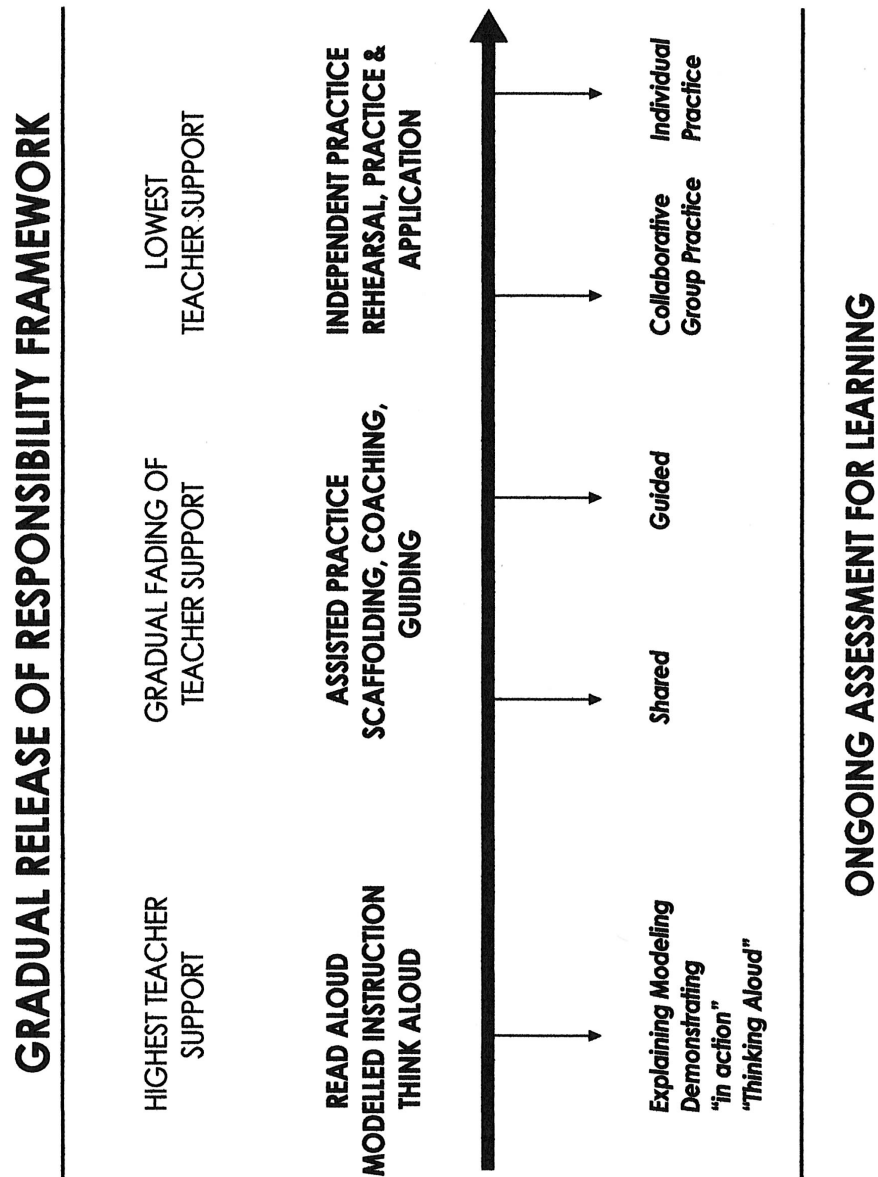 GRADUAL RELEASE OF RESPONSIBILITY FRAMEWORK
HIGHEST TEACHER
SUPPORT
GRADUAL FADING OF
TEACHER SUPPORT
LOWEST
TEACHER SUPPORT
READ ALOUD
MODELLED INSTRUCTION
THINK ALOUD
ASSISTED PRACTICE
SCAFFOLDING, COACHING,
GUIDING
INDEPENDENT PRACTICE
REHEARSAL, PRACTICE &
APPLICATION
Explaining Modeling
Demonstrating
"in action"
"Thinking Aloud"
Shared
Guided
Collaborative
Group Practice
Individual
Practice
ONGOING ASSESSMENT FOR LEARNING